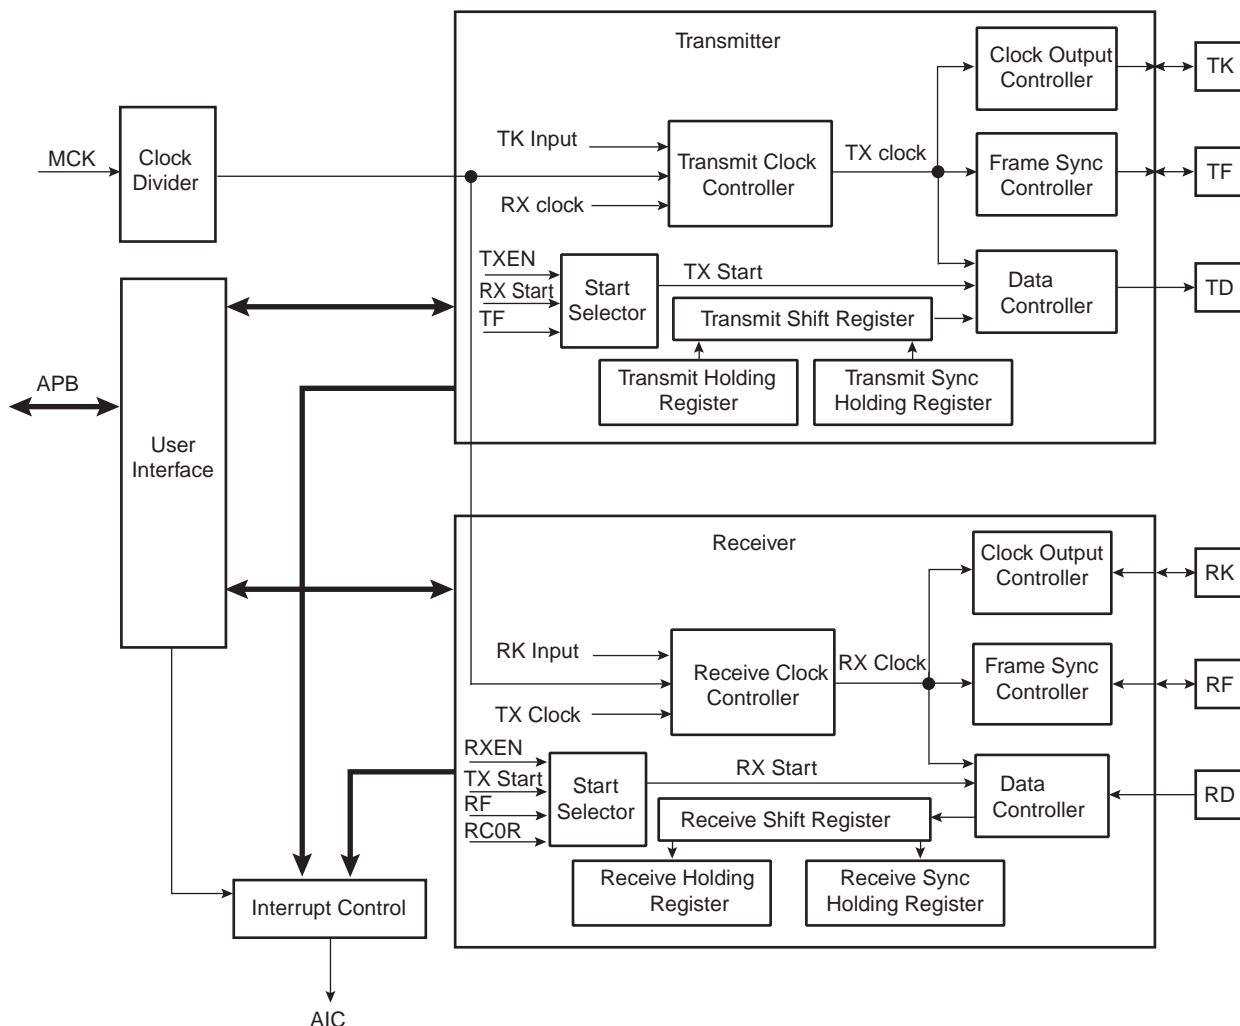 Transmitter
Clock Output
Controller
TK
MCK
Clock
Divider
TK Input
Transmit Clock
Controller
TX clock
Frame Sync
Controller
TF
RX clock
TXEN
RX Start
TF
Start
Selector
TX Start
Data
Controller
TD
Transmit Shift Register
Transmit Holding
Register
Transmit Sync
Holding Register
APB
User
Interface
Receiver
Clock Output
Controller
RK
RK Input
Receive Clock
Controller
RX Clock
Frame Sync
Controller
RF
TX Clock
RXEN
TX Start
RF
RC0R
Start
Selector
RX Start
Data
Controller
RD
Receive Shift Register
Receive Holding
Register
Receive Sync
Holding Register
Interrupt Control
AIC